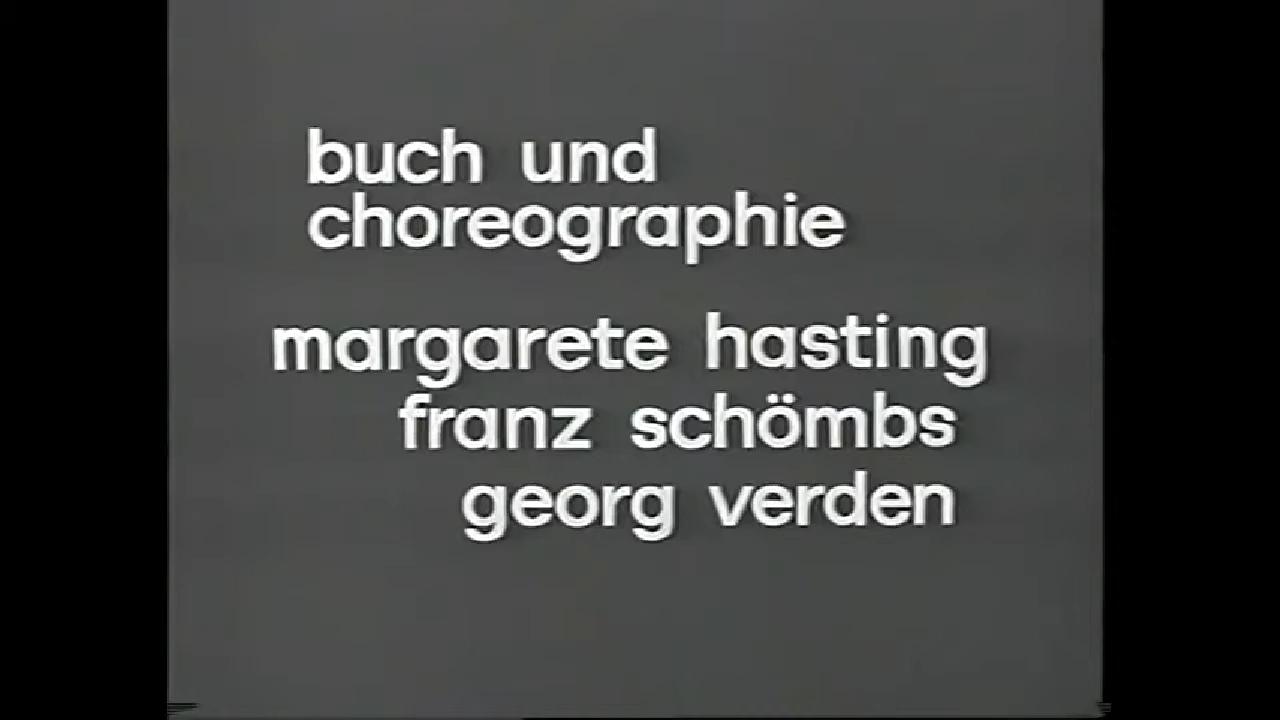 buch und
choreographie
margarete hasting
franz schömbs
georg verden